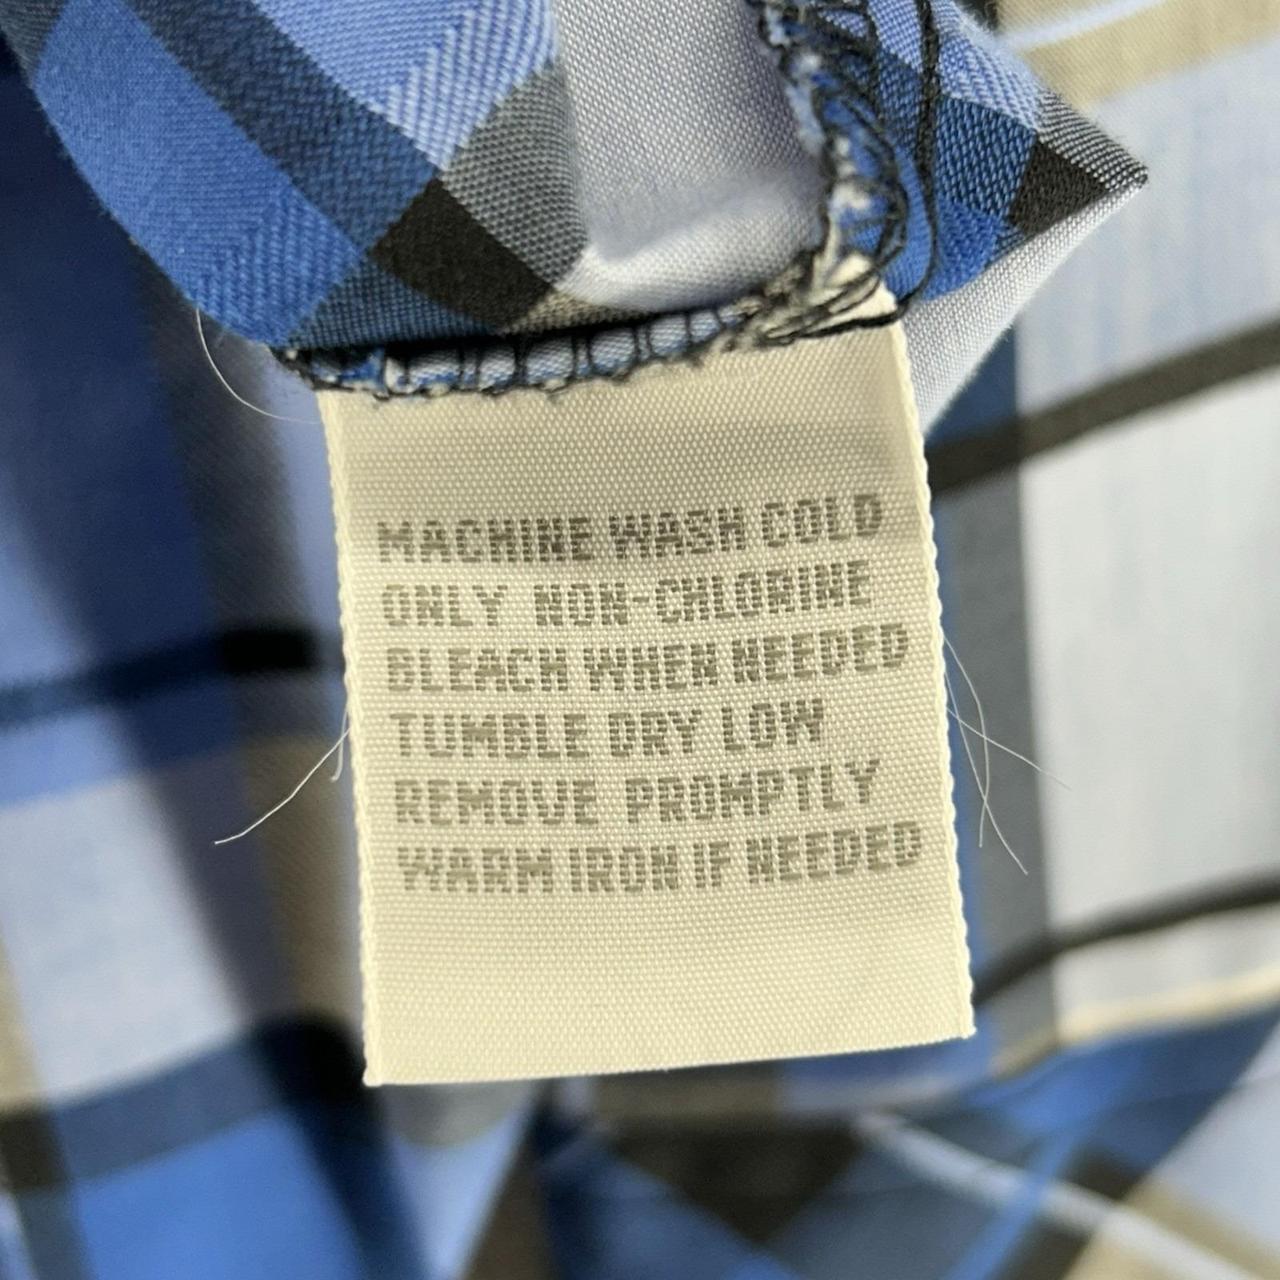 MACHINE WASH COLD
ONLY NON-CHLORINE
BLEACH WHEN NEEDED
TUMBLE DRY LOW
REMOVE PROMPTLY
WARM IRON IF NEEDED